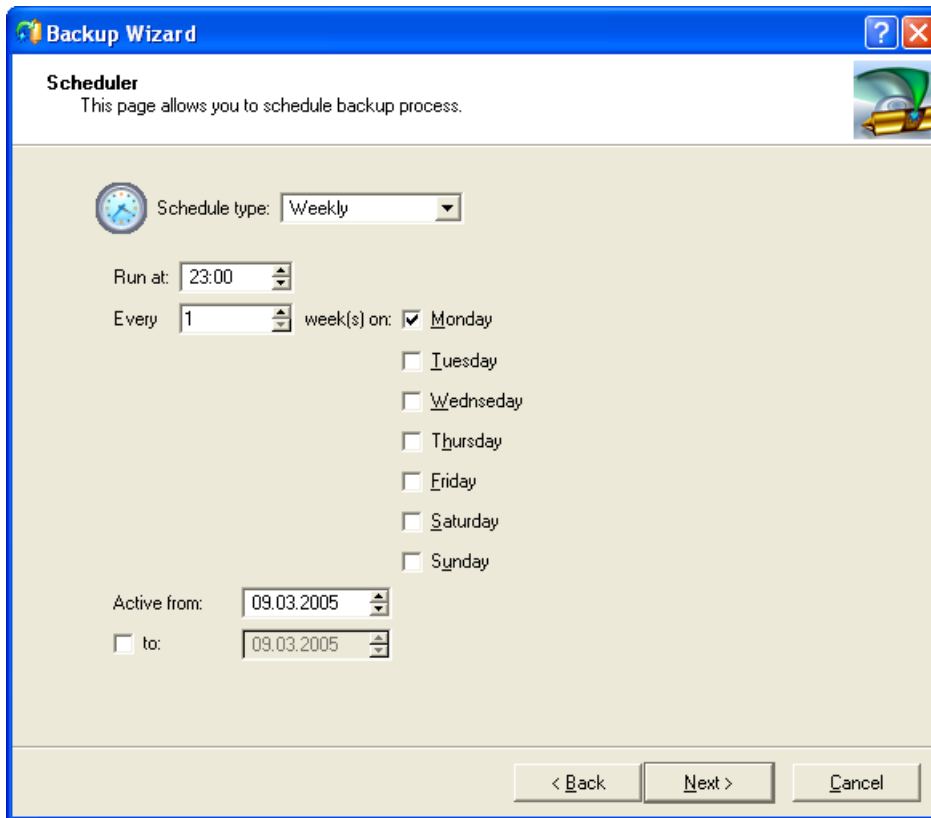 Backup Wizard
Scheduler
This page allows you to schedule backup process.
Schedule type: Weekly
Run at: 23:00
Every 1 week(s) on: Monday
Tuesday
Wednseday
Thursday
Friday
Saturday
Sunday
Active from: 09.03.2005
to: 09.03.2005
< Back Next > Cancel